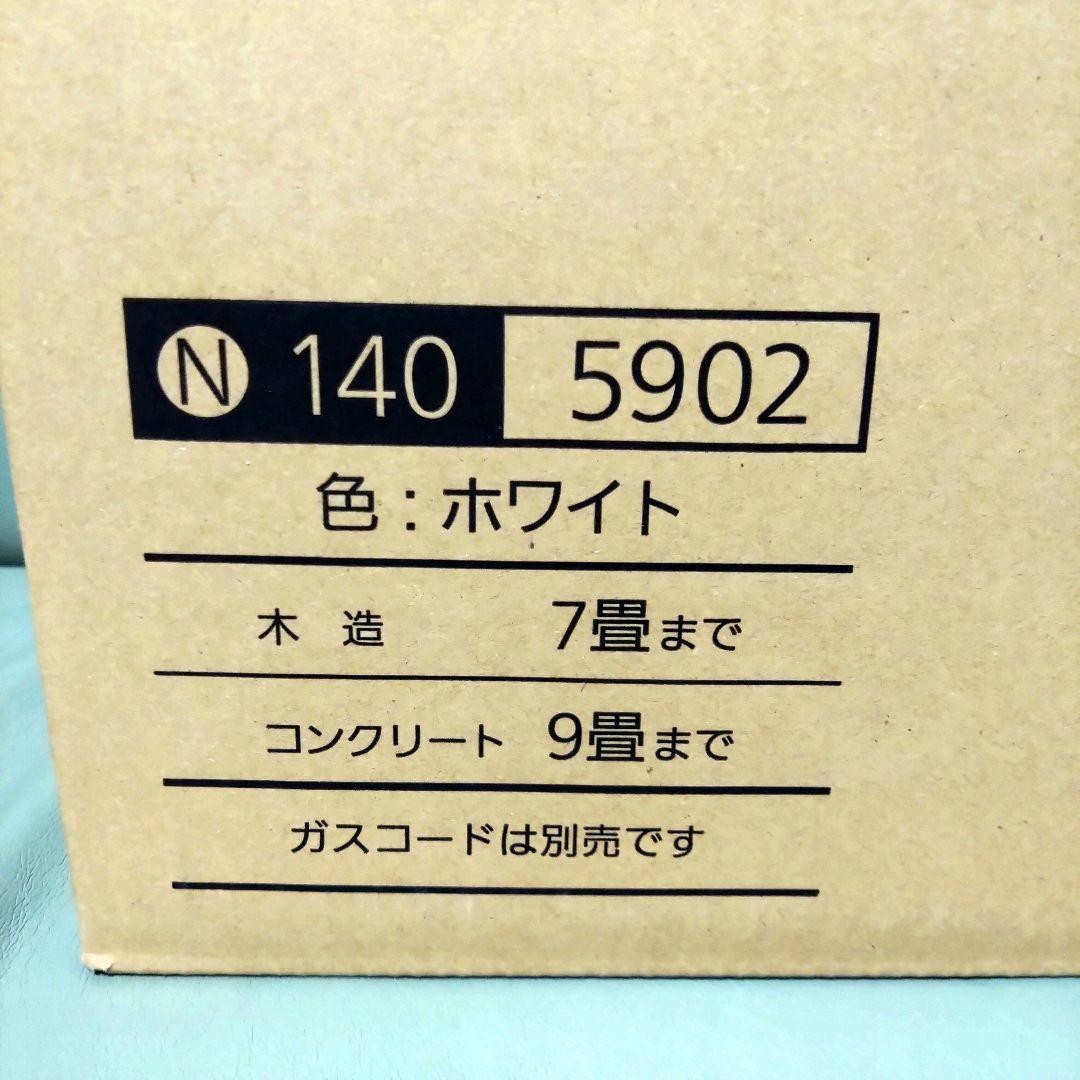 Ⓝ 140 5902
色：ホワイト
木 造 7畳まで
コンクリート 9畳まで
ガスコードは別売です